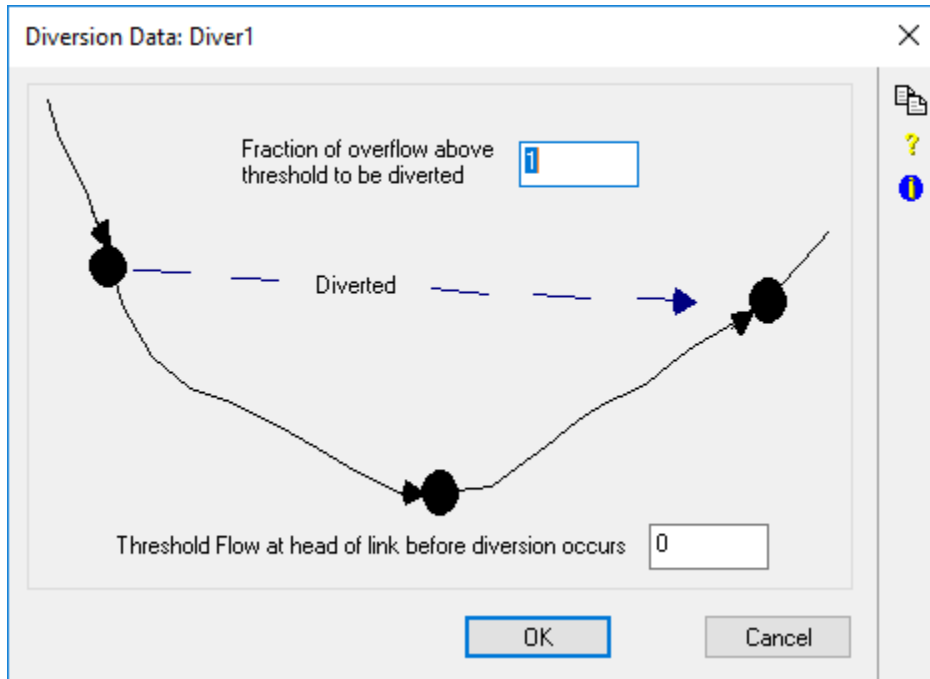 Diversion Data: Diver1
Fraction of overflow above
threshold to be diverted
1
Diverted
Threshold Flow at head of link before diversion occurs
0
OK
Cancel